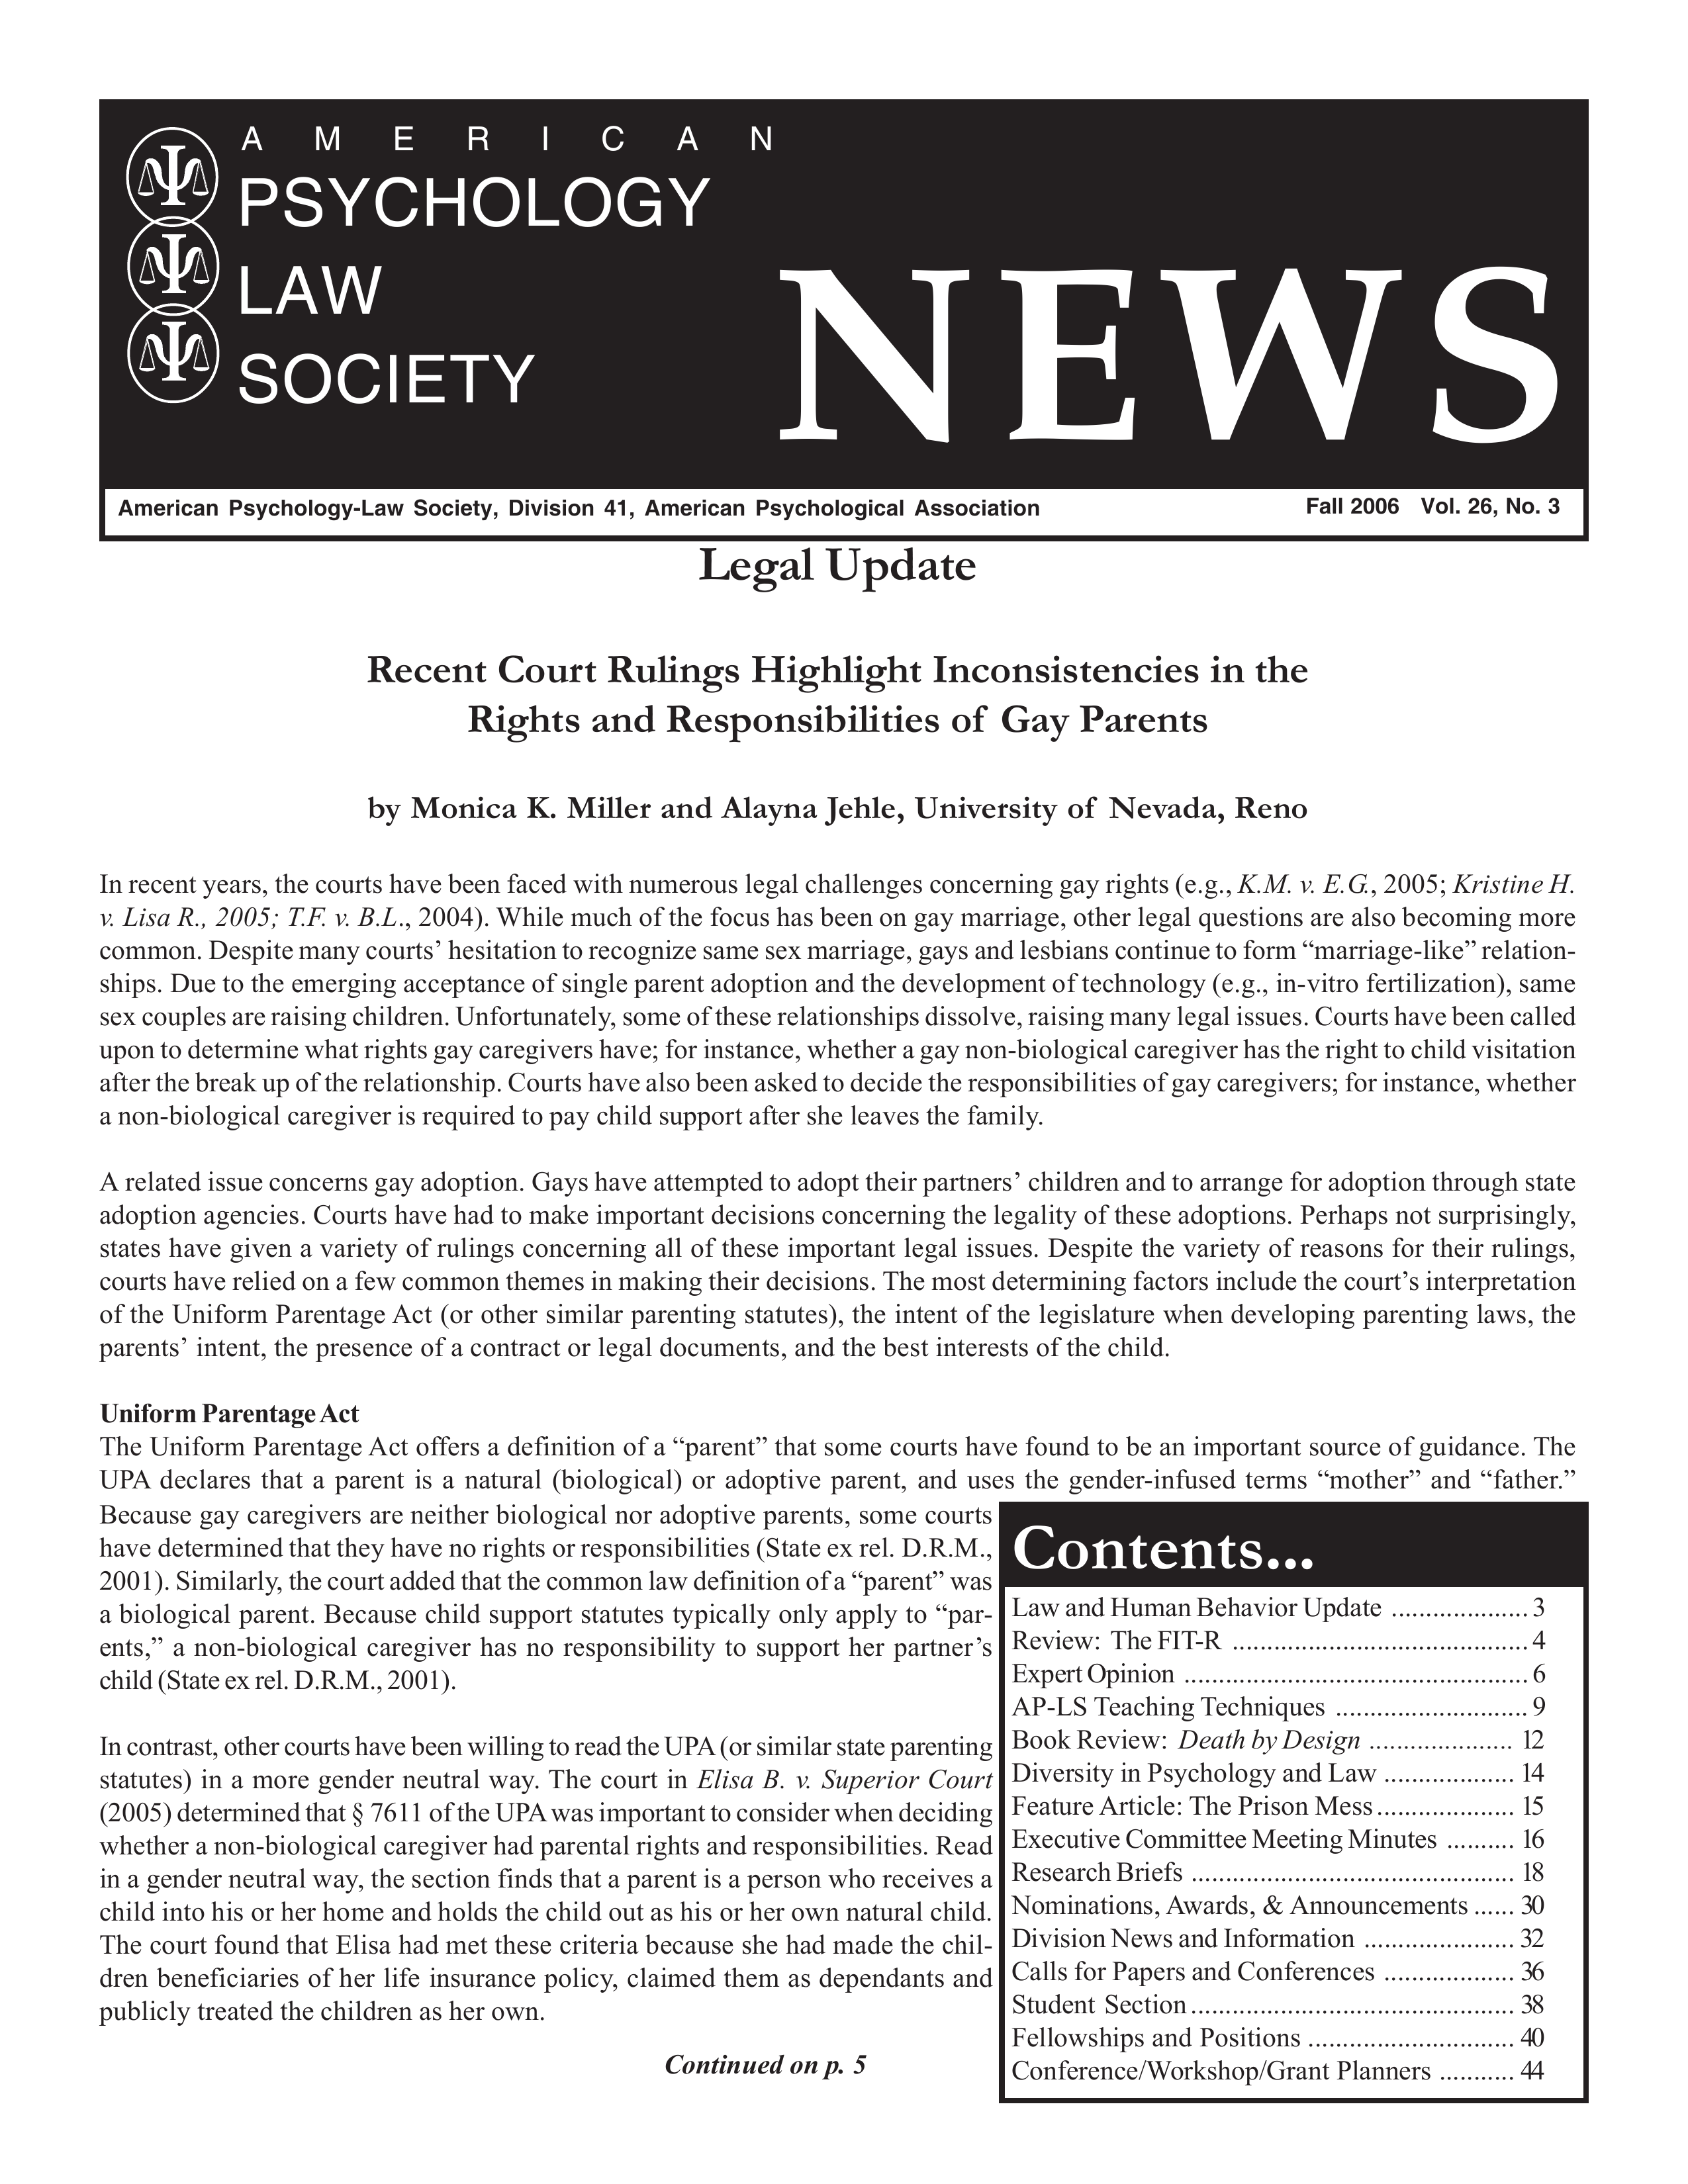 A M E R I C A N
PSYCHOLOGY
LAW
SOCIETY
NEWS
American Psychology-Law Society, Division 41, American Psychological Association
Fall 2006 Vol. 26, No. 3
Legal Update
Recent Court Rulings Highlight Inconsistencies in the
Rights and Responsibilities of Gay Parents
by Monica K. Miller and Alayna Jehle, University of Nevada, Reno
In recent years, the courts have been faced with numerous legal challenges concerning gay rights (e.g., K.M. v. E.G., 2005; Kristine H.
v. Lisa R., 2005; T.F. v. B.L., 2004). While much of the focus has been on gay marriage, other legal questions are also becoming more
common. Despite many courts’ hesitation to recognize same sex marriage, gays and lesbians continue to form “marriage-like” relation-
ships. Due to the emerging acceptance of single parent adoption and the development of technology (e.g., in-vitro fertilization), same
sex couples are raising children. Unfortunately, some of these relationships dissolve, raising many legal issues. Courts have been called
upon to determine what rights gay caregivers have; for instance, whether a gay non-biological caregiver has the right to child visitation
after the break up of the relationship. Courts have also been asked to decide the responsibilities of gay caregivers; for instance, whether
a non-biological caregiver is required to pay child support after she leaves the family.
A related issue concerns gay adoption. Gays have attempted to adopt their partners’ children and to arrange for adoption through state
adoption agencies. Courts have had to make important decisions concerning the legality of these adoptions. Perhaps not surprisingly,
states have given a variety of rulings concerning all of these important legal issues. Despite the variety of reasons for their rulings,
courts have relied on a few common themes in making their decisions. The most determining factors include the court’s interpretation
of the Uniform Parentage Act (or other similar parenting statutes), the intent of the legislature when developing parenting laws, the
parents’ intent, the presence of a contract or legal documents, and the best interests of the child.
Uniform Parentage Act
The Uniform Parentage Act offers a definition of a “parent” that some courts have found to be an important source of guidance. The
UPA declares that a parent is a natural (biological) or adoptive parent, and uses the gender-infused terms “mother” and “father.”
Because gay caregivers are neither biological nor adoptive parents, some courts
have determined that they have no rights or responsibilities (State ex rel. D.R.M.,
2001). Similarly, the court added that the common law definition of a “parent” was
a biological parent. Because child support statutes typically only apply to “par-
ents,” a non-biological caregiver has no responsibility to support her partner’s
child (State ex rel. D.R.M., 2001).
In contrast, other courts have been willing to read the UPA (or similar state parenting
statutes) in a more gender neutral way. The court in Elisa B. v. Superior Court
(2005) determined that § 7611 of the UPA was important to consider when deciding
whether a non-biological caregiver had parental rights and responsibilities. Read
in a gender neutral way, the section finds that a parent is a person who receives a
child into his or her home and holds the child out as his or her own natural child.
The court found that Elisa had met these criteria because she had made the chil-
dren beneficiaries of her life insurance policy, claimed them as dependants and
publicly treated the children as her own.
Continued on p. 5
Contents...
Law and Human Behavior Update .................... 3
Review: The FIT-R ........................................... 4
Expert Opinion .................................................. 6
AP-LS Teaching Techniques ............................ 9
Book Review: Death by Design ..................... 12
Diversity in Psychology and Law ................... 14
Feature Article: The Prison Mess .................... 15
Executive Committee Meeting Minutes .......... 16
Research Briefs ............................................... 18
Nominations, Awards, & Announcements ...... 30
Division News and Information ...................... 32
Calls for Papers and Conferences ................... 36
Student Section ............................................... 38
Fellowships and Positions .............................. 40
Conference/Workshop/Grant Planners ........... 44